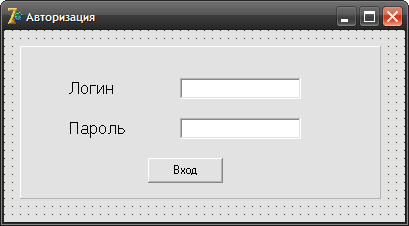 Авторизация
Логин
Пароль
Вход